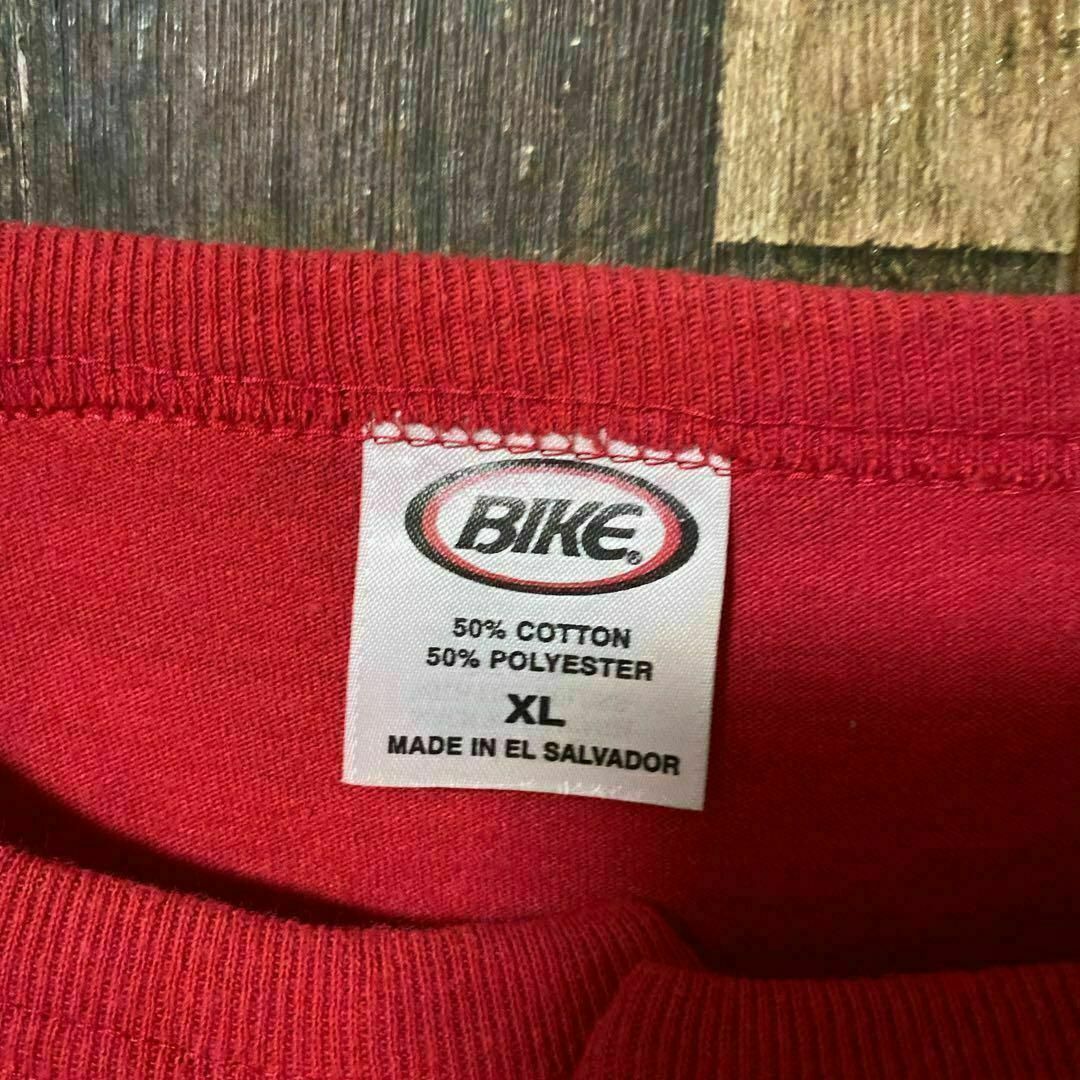 BIKE®
50% COTTON
50% POLYESTER
XL
MADE IN EL SALVADOR